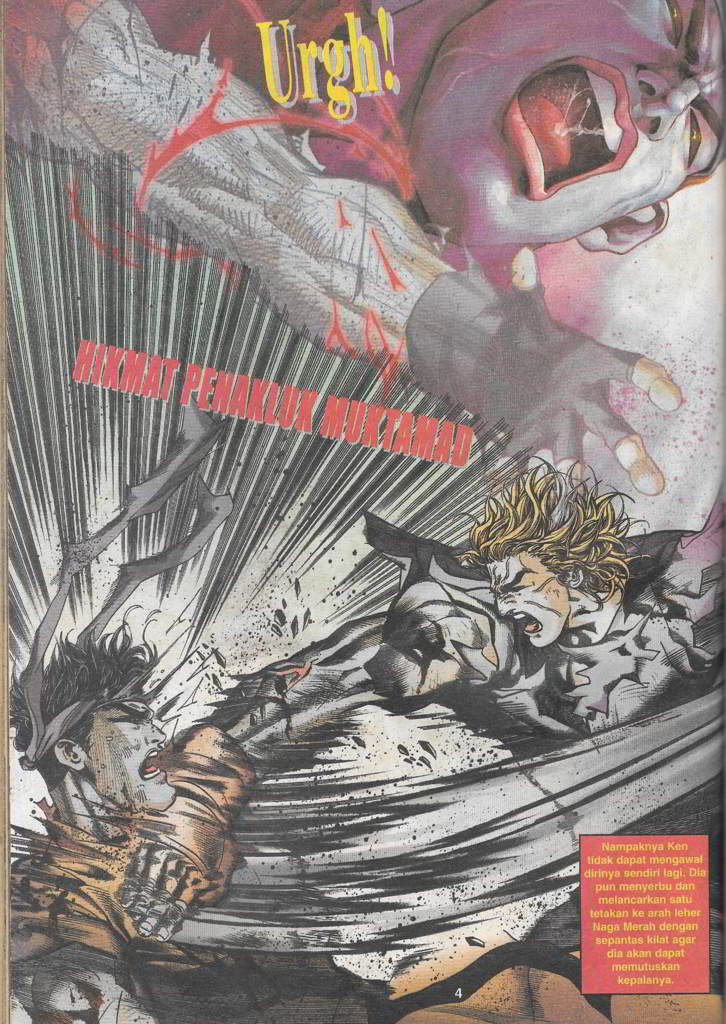 Urgh!
HIKMAT PENAKLUK MUKTAMAD
Nampaknya Ken
tidak dapat mengawal
dirinya sendiri lagi. Dia
pun menyerbu dan
melancarkan satu
tetakan ke arah leher
Naga Merah dengan
sepantas kilat agar
dia akan dapat
memutuskan
kepalanya.
4